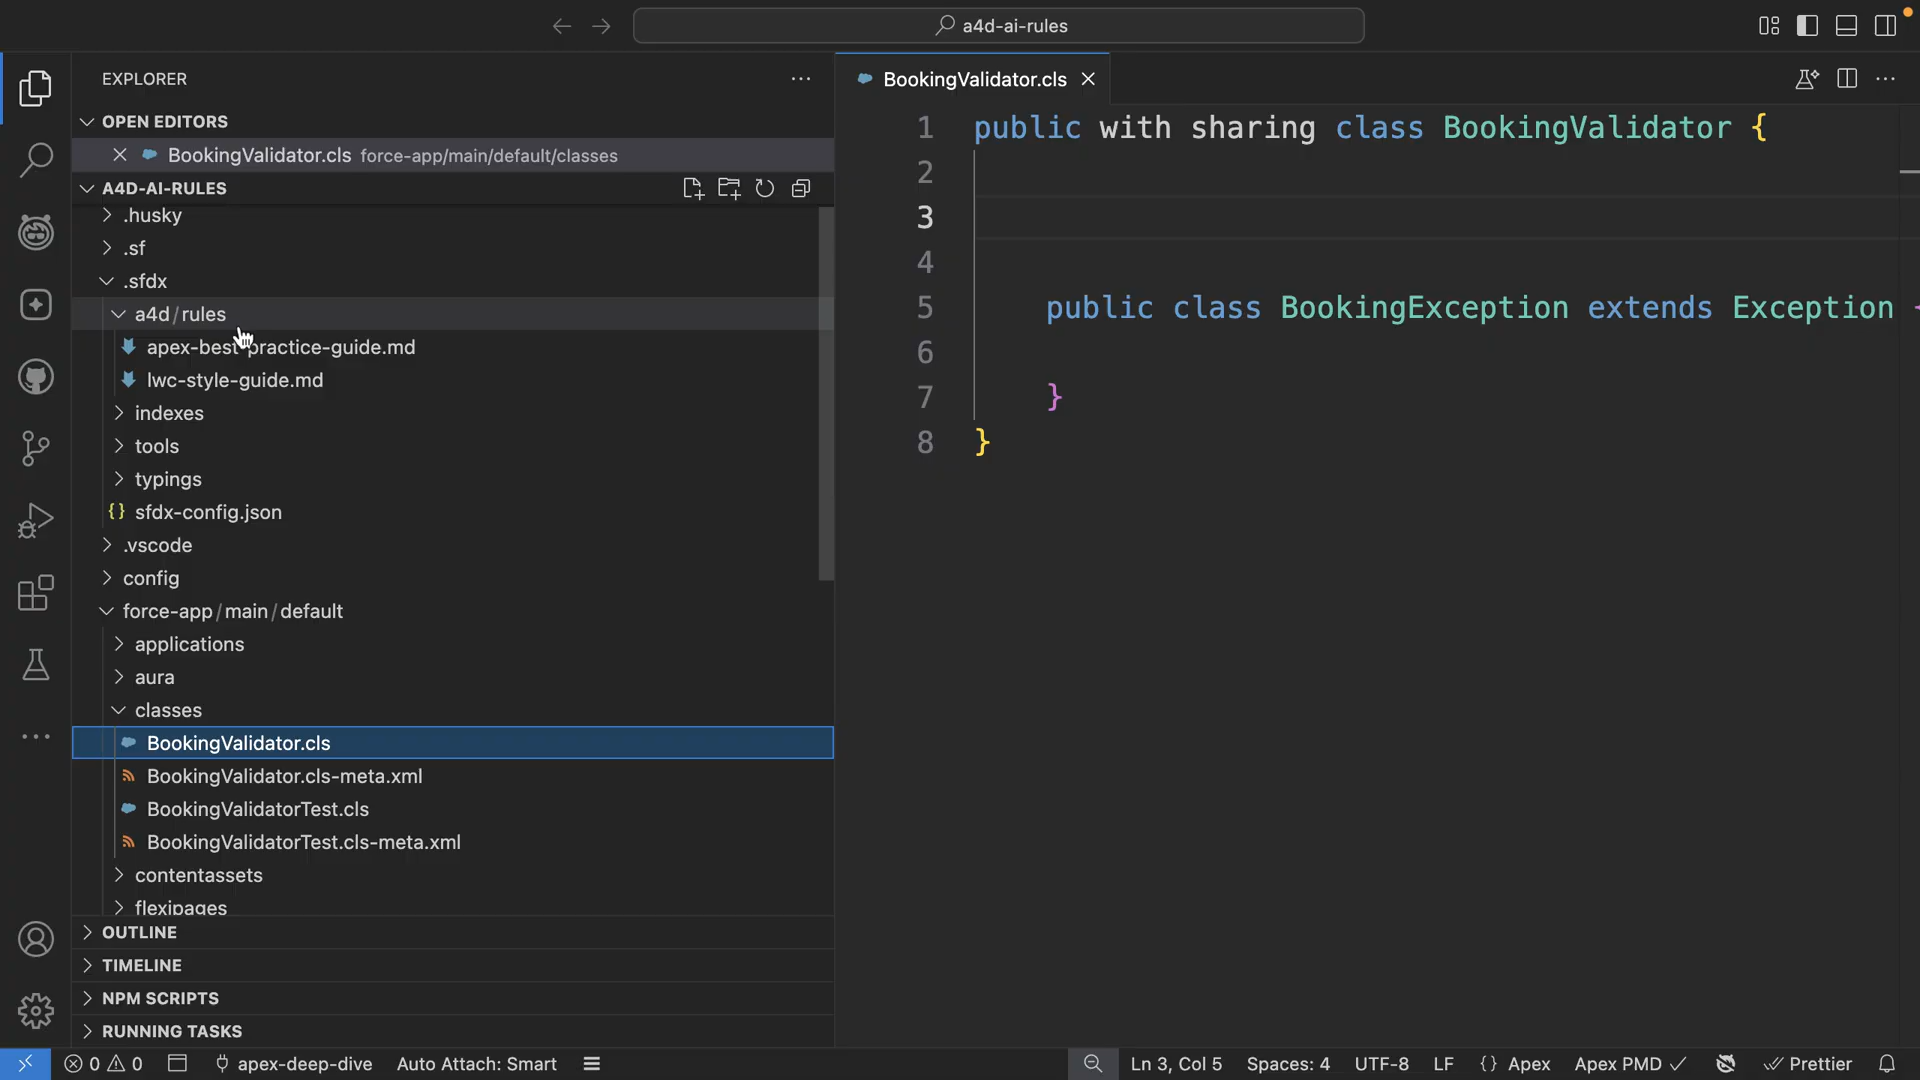 a4d-ai-rules
EXPLORER
OPEN EDITORS
BookingValidator.cls force-app/main/default/classes
A4D-AI-RULES
.husky
.sf
.sfdx
a4d/rules
apex-best-practice-guide.md
lwc-style-guide.md
indexes
tools
typings
{} sfdx-config.json
.vscode
config
force-app/main/default
applications
aura
classes
BookingValidator.cls
BookingValidator.cls-meta.xml
BookingValidatorTest.cls
BookingValidatorTest.cls-meta.xml
contentassets
flexipages
OUTLINE
TIMELINE
NPM SCRIPTS
RUNNING TASKS
BookingValidator.cls
1 public with sharing class BookingValidator {
2
3
4
5 public class BookingException extends Exception {
6
7 }
8 }
0 0 apex-deep-dive Auto Attach: Smart Ln 3, Col 5 Spaces: 4 UTF-8 LF {} Apex Apex PMD Prettier